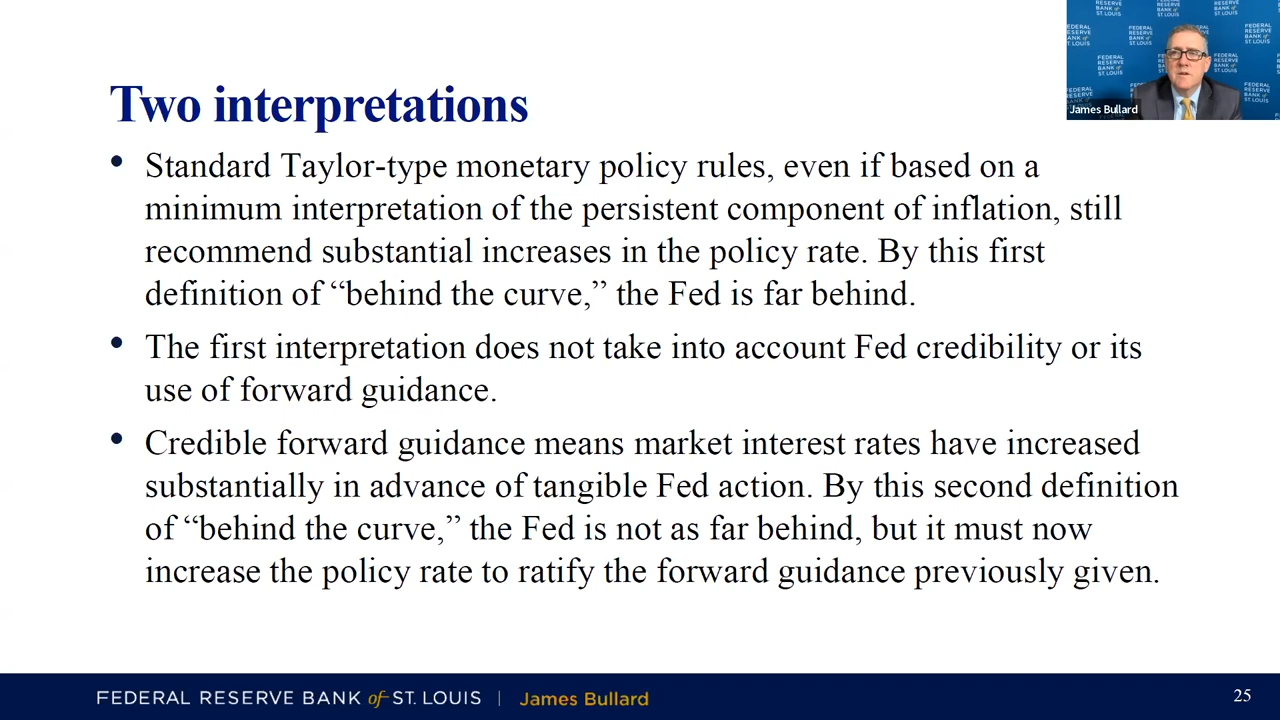 Two interpretations
• Standard Taylor-type monetary policy rules, even if based on a
minimum interpretation of the persistent component of inflation, still
recommend substantial increases in the policy rate. By this first
definition of “behind the curve,” the Fed is far behind.
• The first interpretation does not take into account Fed credibility or its
use of forward guidance.
• Credible forward guidance means market interest rates have increased
substantially in advance of tangible Fed action. By this second definition
of “behind the curve,” the Fed is not as far behind, but it must now
increase the policy rate to ratify the forward guidance previously given.
FEDERAL RESERVE BANK of ST. LOUIS | James Bullard
25
FEDERAL
RESERVE
BANK of
ST. LOUIS
James Bullard